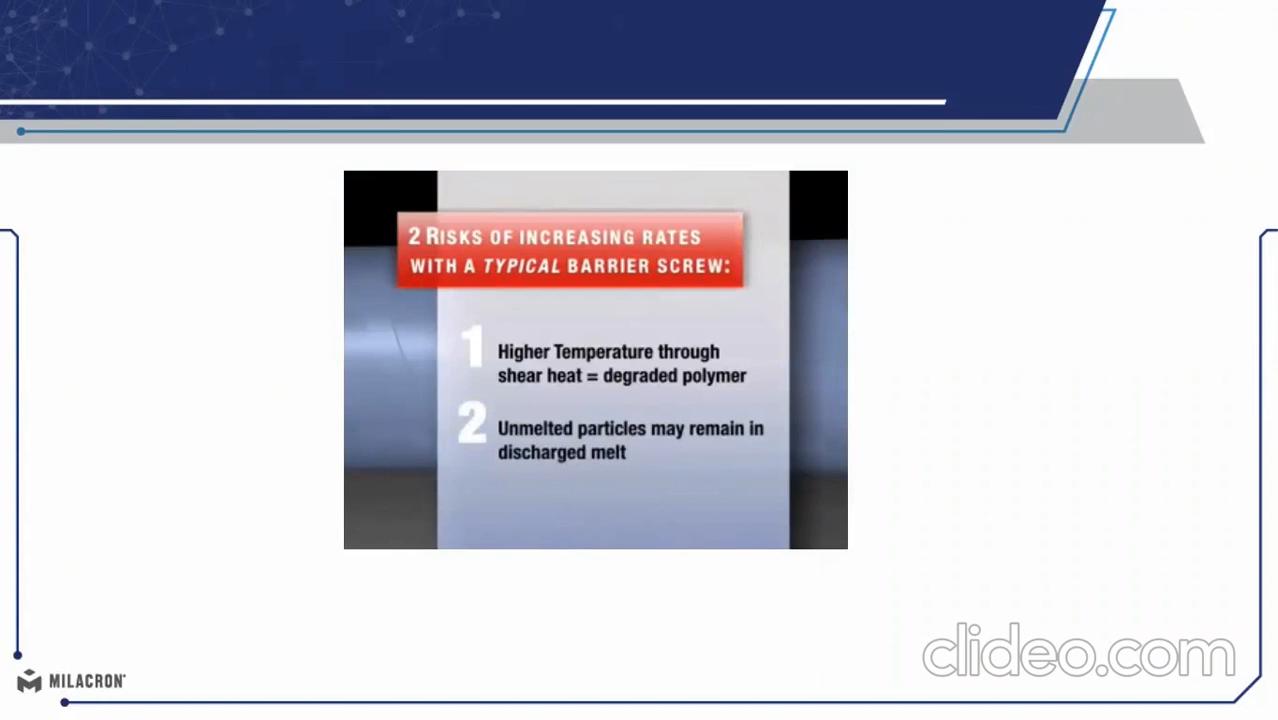 2 RISKS OF INCREASING RATES
WITH A TYPICAL BARRIER SCREW:
1 Higher Temperature through
shear heat = degraded polymer
2 Unmelted particles may remain in
discharged melt
clideo.com
MILACRON